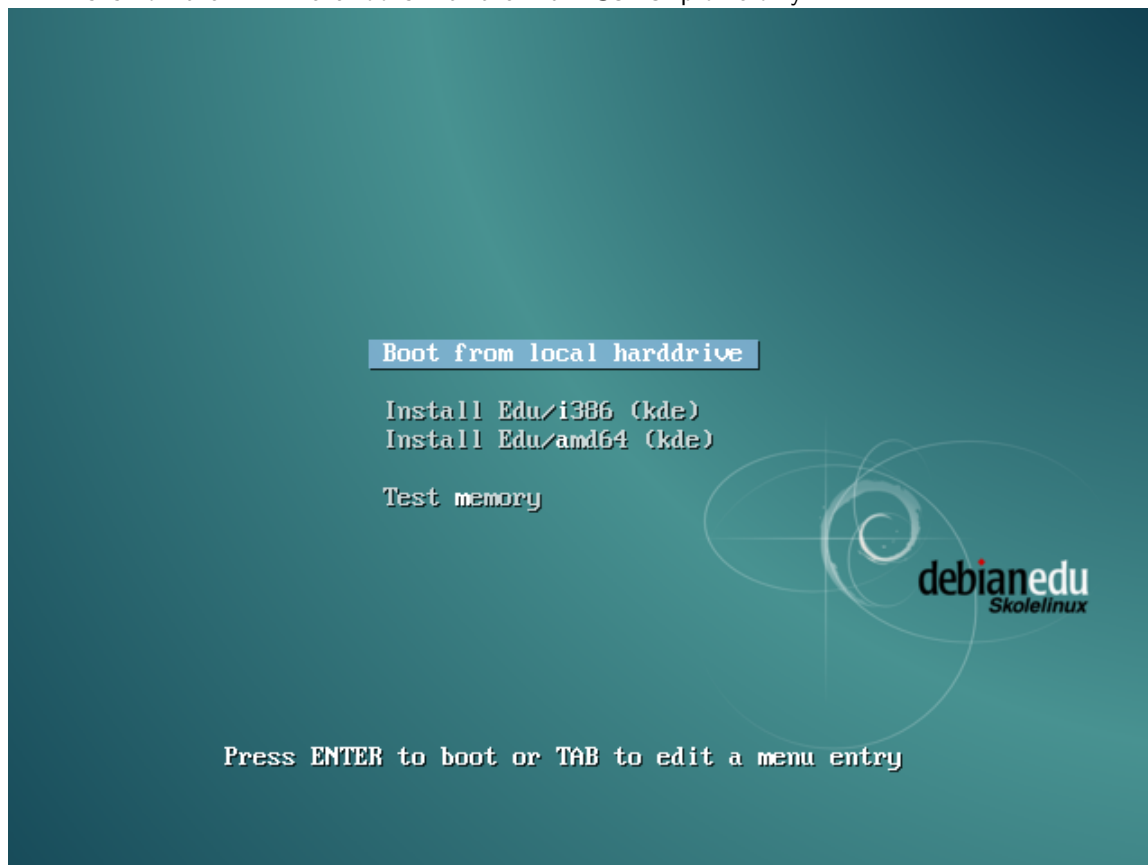 Boot from local harddrive
Install Edu/i386 (kde)
Install Edu/amd64 (kde)
Test memory
debianedu
Skolelinux
Press ENTER to boot or TAB to edit a menu entry